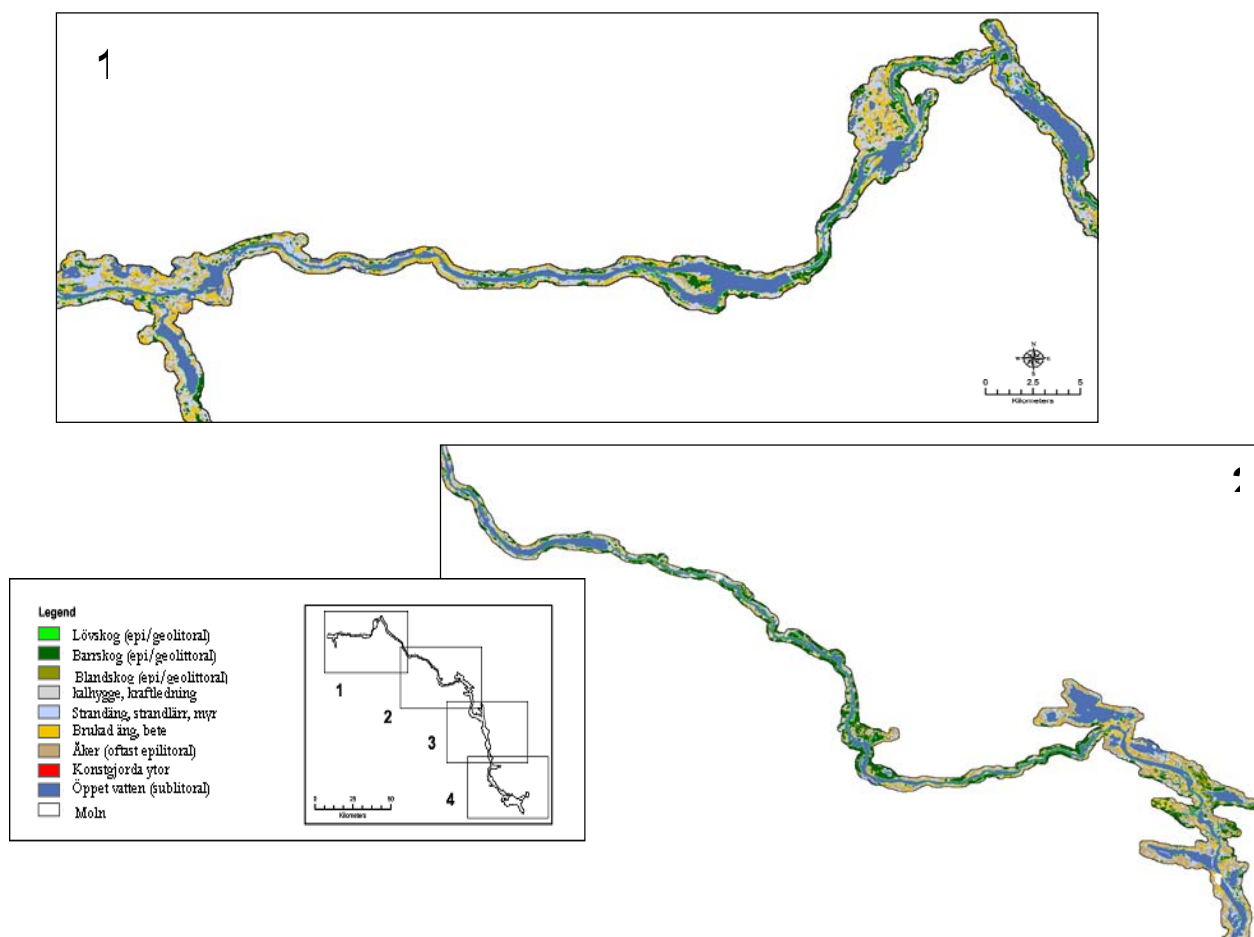 1
N
W
E
S
0 2.5 5
Kilometers
2
Legend
Lövskog (epi/geolitoral)
Barrskog (epi/geolittoral)
Blandskog (epi/geolittoral)
kalhygge, kraftledning
Strandäng, strandlärr, myr
Brukad äng, bete
Åker (oftast epilitoral)
Konstgjorda ytor
Öppet vatten (sublitoral)
Moln
1
2
3
4
0 25 50
Kilometers